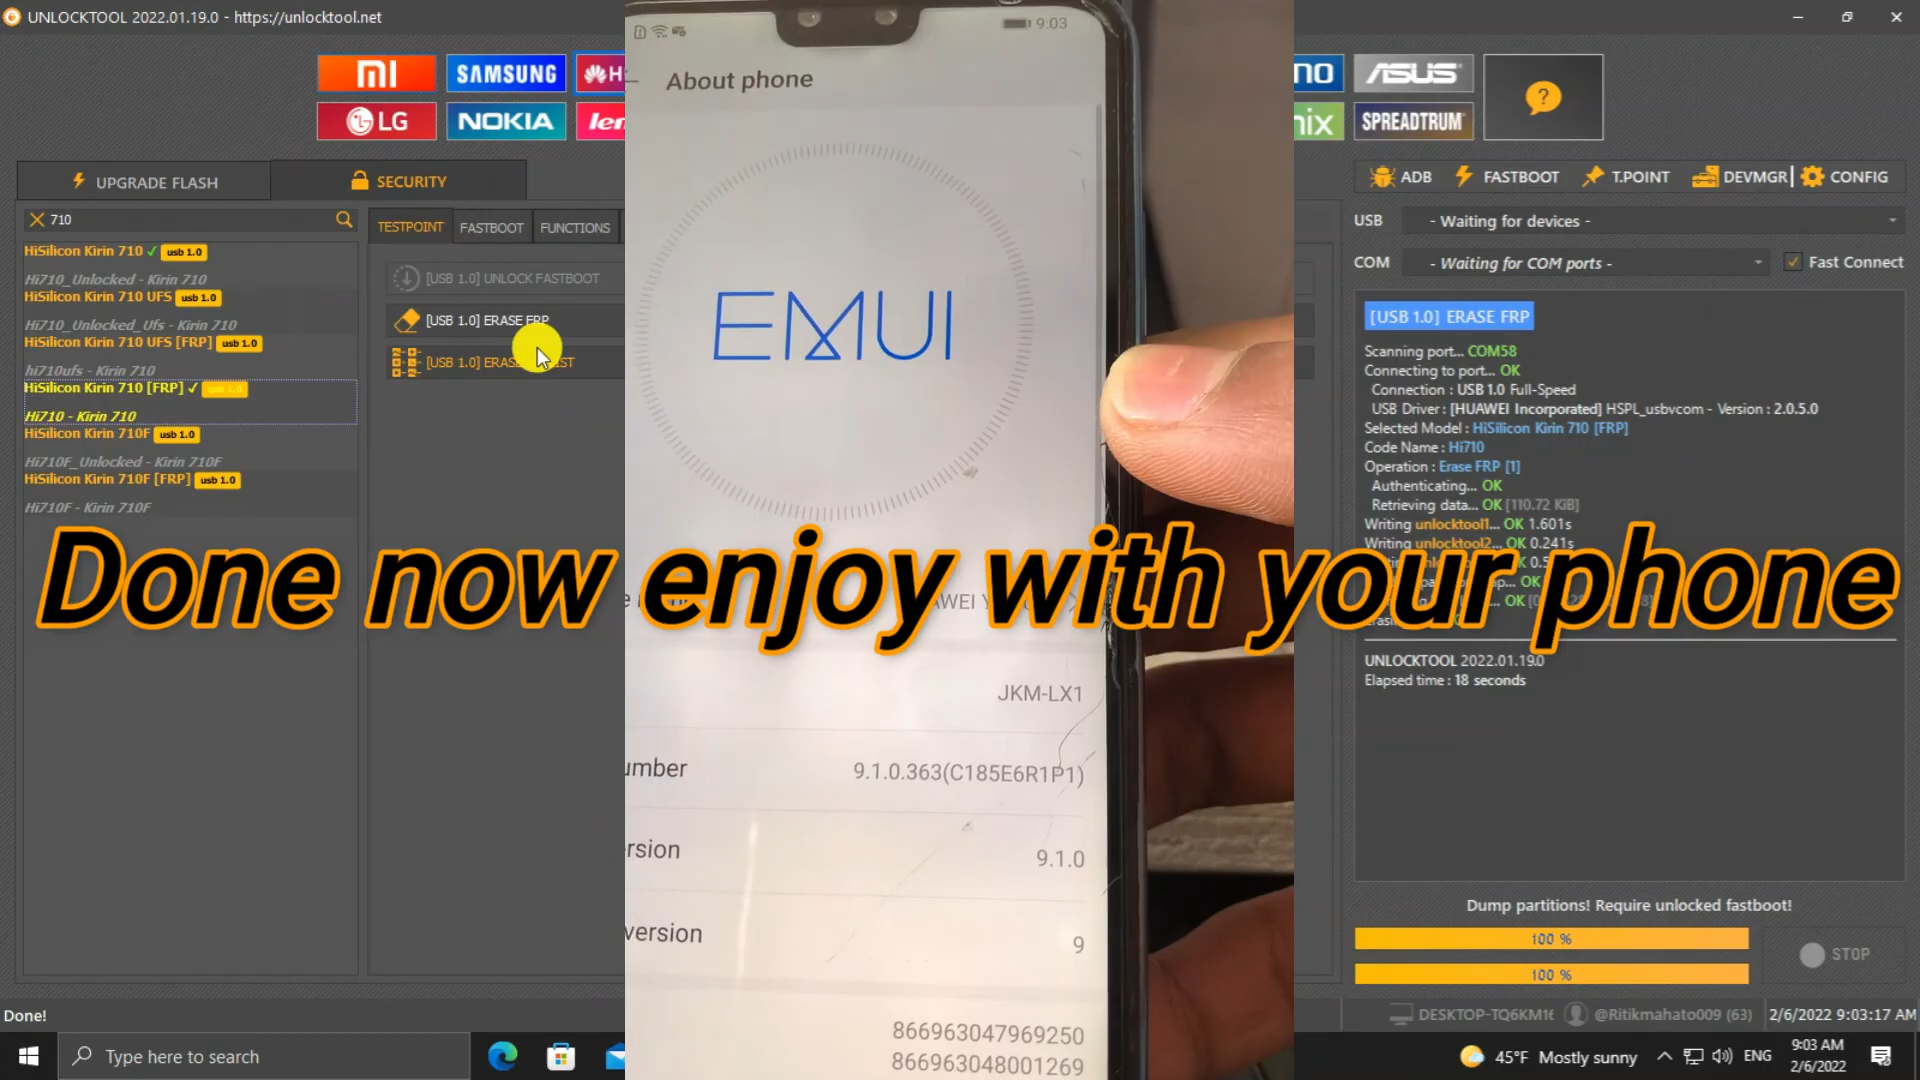 UNLOCKTOOL 2022.01.19.0 - https://unlocktool.net
SAMSUNG
ASUS
LG
NOKIA
SPREADTRUM
?
UPGRADE FLASH
SECURITY
ADB
FASTBOOT
T.POINT
DEVMGR
CONFIG
710
TESTPOINT
FASTBOOT
FUNCTIONS
USB
- Waiting for devices -
COM
- Waiting for COM ports -
Fast Connect
HiSilicon Kirin 710 ✓ usb 1.0
Hi710_Unlocked - Kirin 710
HiSilicon Kirin 710 UFS usb 1.0
Hi710_Unlocked_Ufs - Kirin 710
HiSilicon Kirin 710 UFS [FRP] usb 1.0
hi710ufs - Kirin 710
HiSilicon Kirin 710 [FRP] ✓ usb 1.0
Hi710 - Kirin 710
HiSilicon Kirin 710F usb 1.0
Hi710F_Unlocked - Kirin 710F
HiSilicon Kirin 710F [FRP] usb 1.0
Hi710F - Kirin 710F
[USB 1.0] UNLOCK FASTBOOT
[USB 1.0] ERASE FRP
[USB 1.0]
9:03
About phone
EMUI
JKM-LX1
9.1.0.363(C185E6R1P1)
9.1.0
version
9
866963047969250
866963048001269
[USB 1.0] ERASE FRP
Scanning port... COM58
Connecting to port... OK
Connection : USB 1.0 Full-Speed
USB Driver : [HUAWEI Incorporated] HSPL_usbvcom - Version : 2.0.5.0
Selected Model : HiSilicon Kirin 710 [FRP]
Code Name : Hi710
Operation : Erase FRP [1]
Authenticating... OK
Retrieving data... OK [110.72 KiB]
Writing unlocktool1... OK 1.601s
Writing unlocktool2... OK 0.241s
OK
OK
Done now enjoy with your phone
UNLOCKTOOL 2022.01.19.0
Elapsed time : 18 seconds
Dump partitions! Require unlocked fastboot!
100 %
100 %
STOP
Done!
@Ritikmahato009 (63)
2/6/2022 9:03:17 AM
Type here to search
45°F Mostly sunny
ENG
9:03 AM
2/6/2022